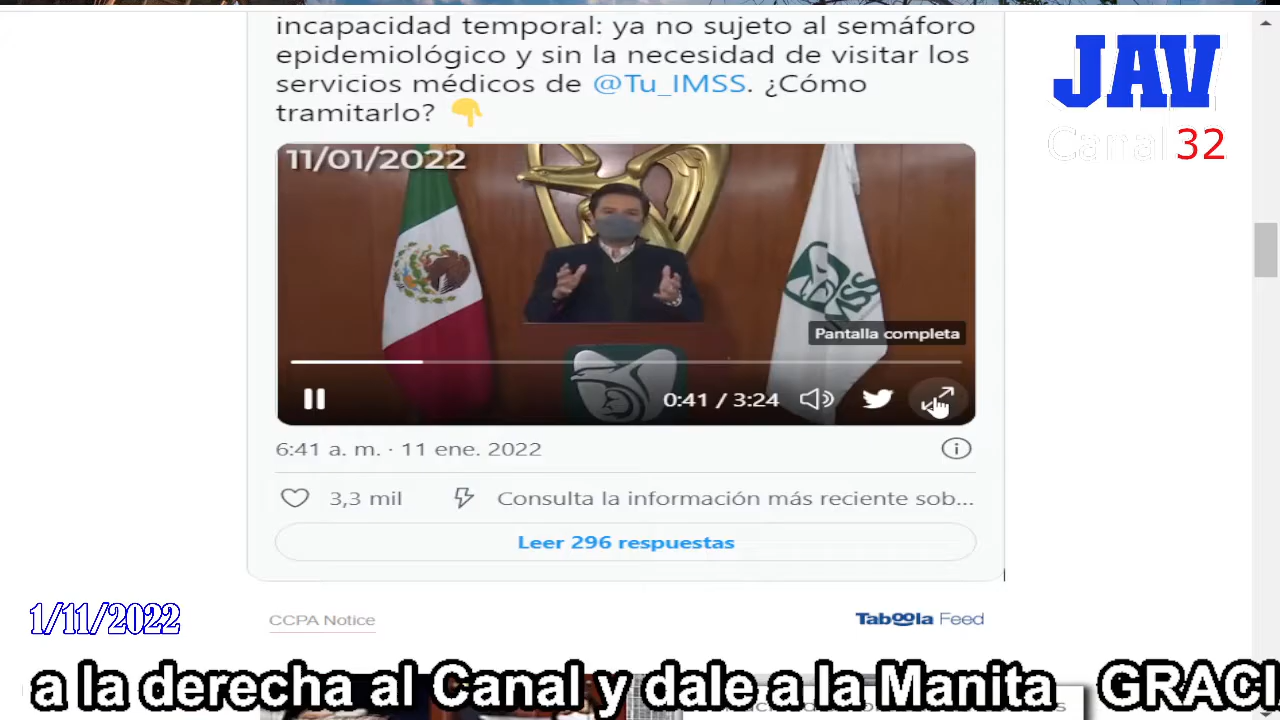 incapacidad temporal: ya no sujeto al semáforo
epidemiológico y sin la necesidad de visitar los
servicios médicos de @Tu_IMSS. ¿Cómo
tramitarlo? 👇
JAV
Canal 32
11/01/2022
IMSS
Pantalla completa
0:41 / 3:24
6:41 a. m. · 11 ene. 2022
3,3 mil
Consulta la información más reciente sob...
Leer 296 respuestas
1/11/2022
CCPA Notice
Taboola Feed
a la derecha al Canal y dale a la Manita GRACI